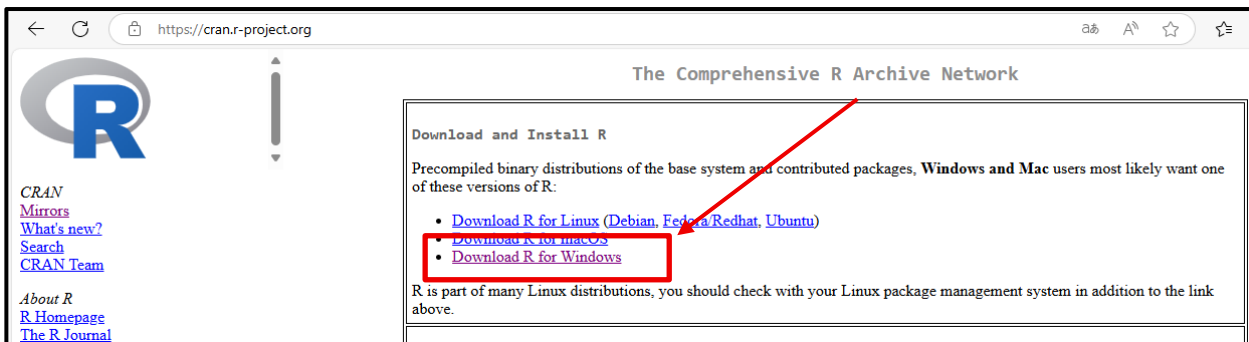 https://cran.r-project.org
R
CRAN
Mirrors
What's new?
Search
CRAN Team
About R
R Homepage
The R Journal
The Comprehensive R Archive Network
Download and Install R
Precompiled binary distributions of the base system and contributed packages, Windows and Mac users most likely want one
of these versions of R:
• Download R for Linux (Debian, Fedora/Redhat, Ubuntu)
• Download R for macOS
• Download R for Windows
R is part of many Linux distributions, you should check with your Linux package management system in addition to the link
above.